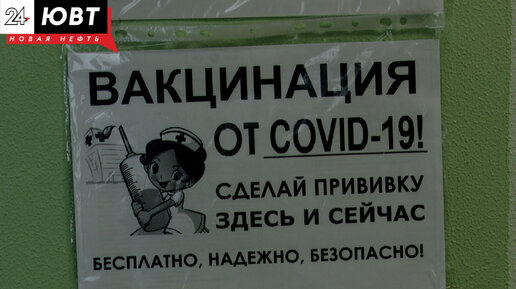 24 ЮВТ
НОВАЯ НЕФТЬ
ВАКЦИНАЦИЯ
ОТ COVID-19!
СДЕЛАЙ ПРИВИВКУ
ЗДЕСЬ И СЕЙЧАС
БЕСПЛАТНО, НАДЕЖНО, БЕЗОПАСНО!